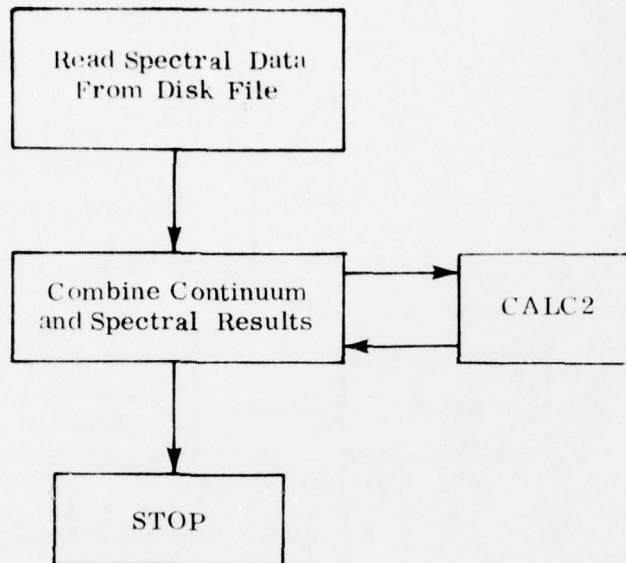 Read Spectral Data
From Disk File
Combine Continuum
and Spectral Results
CALC2
STOP